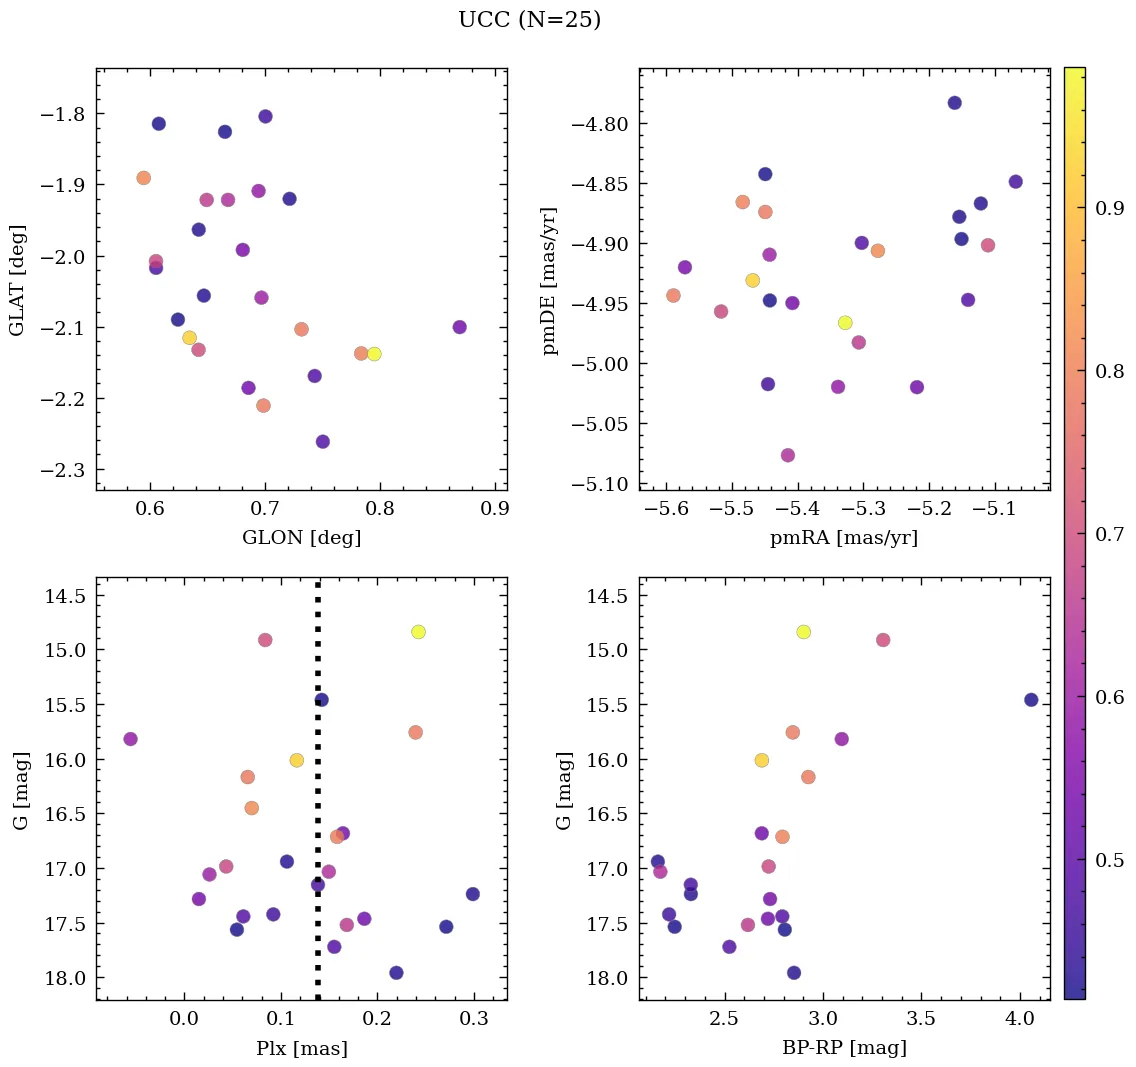 UCC (N=25)
−1.8
−1.9
−2.0
−2.1
−2.2
−2.3
GLAT [deg]
0.6 0.7 0.8 0.9
GLON [deg]
−4.80
−4.85
−4.90
−4.95
−5.00
−5.05
−5.10
pmDE [mas/yr]
−5.6 −5.5 −5.4 −5.3 −5.2 −5.1
pmRA [mas/yr]
14.5
15.0
15.5
16.0
16.5
17.0
17.5
18.0
G [mag]
0.0 0.1 0.2 0.3
Plx [mas]
14.5
15.0
15.5
16.0
16.5
17.0
17.5
18.0
G [mag]
2.5 3.0 3.5 4.0
BP-RP [mag]
0.9
0.8
0.7
0.6
0.5